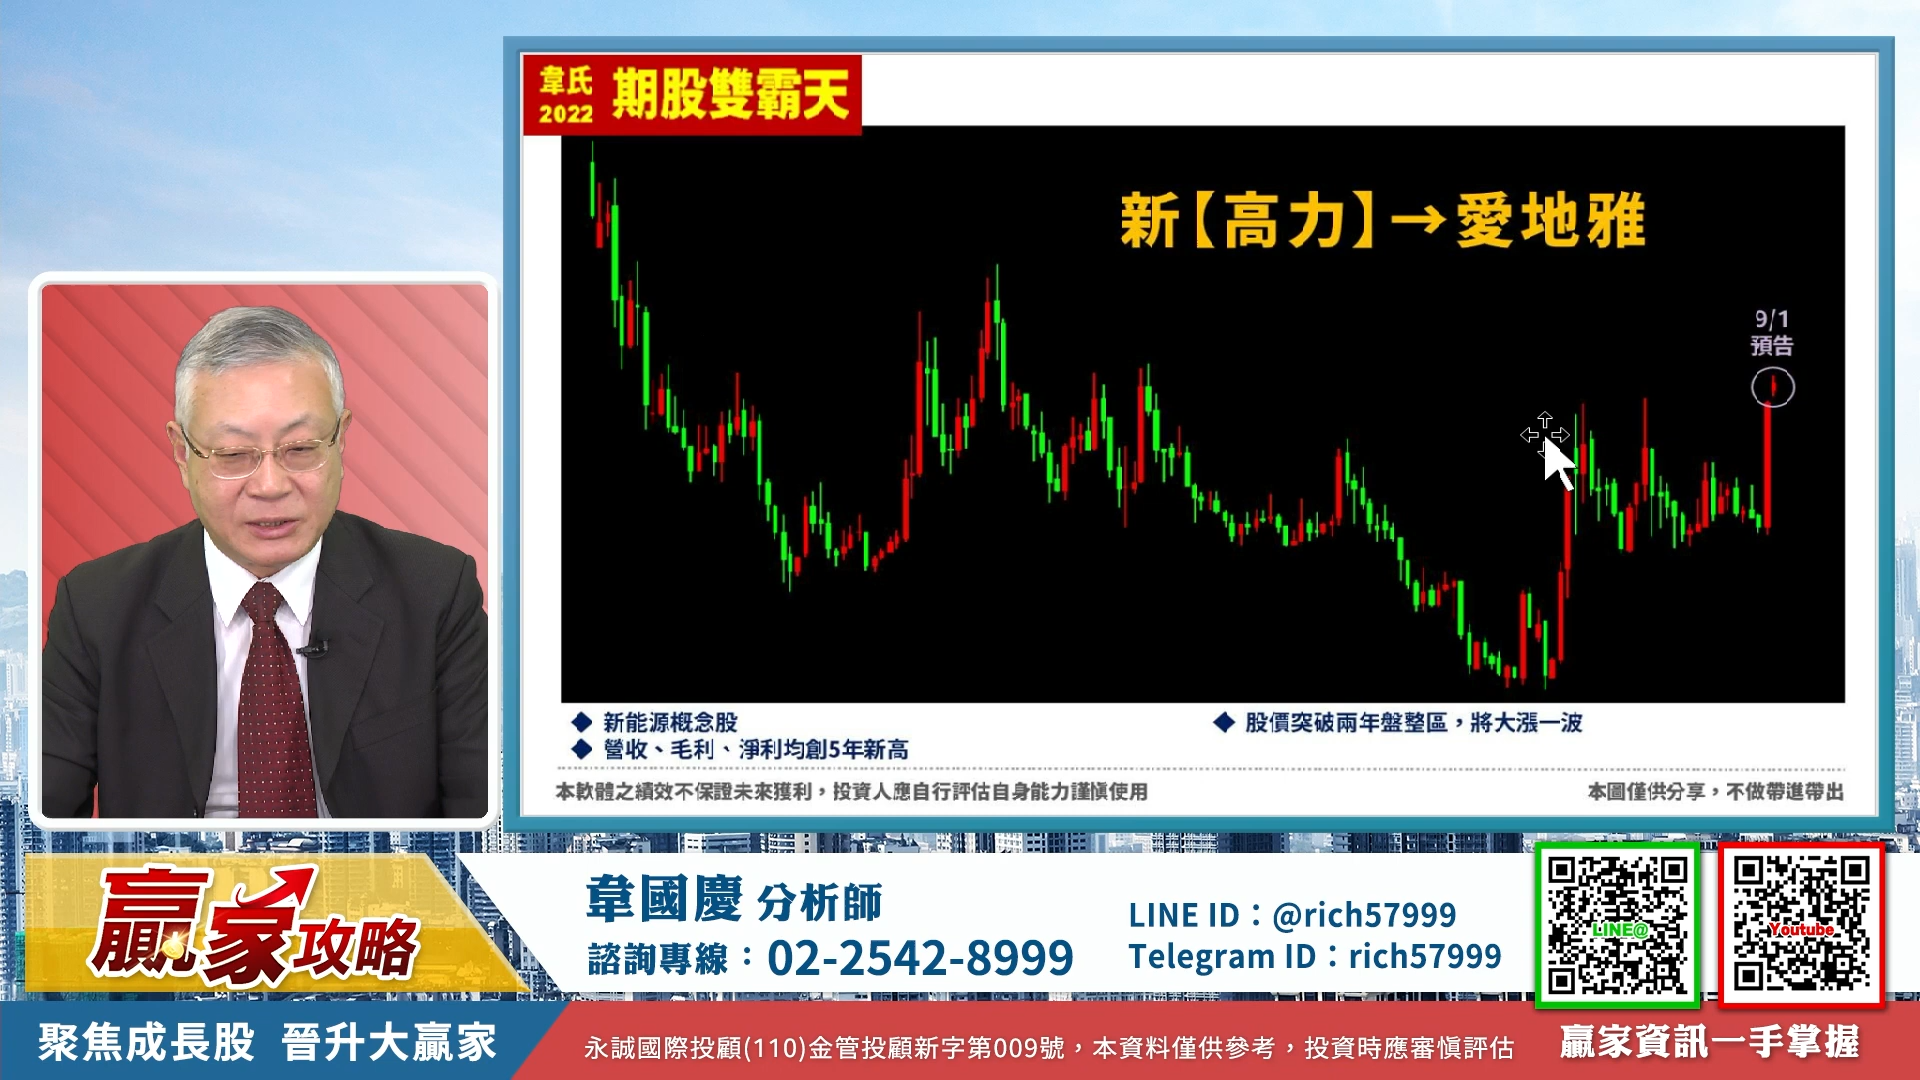 韋氏
2022
期股雙霸天
新【高力】→愛地雅
9/1
預告
◆ 新能源概念股
◆ 營收、毛利、淨利均創5年新高
◆ 股價突破兩年盤整區，將大漲一波
本軟體之績效不保證未來獲利，投資人應自行評估自身能力謹慎使用
本圖僅供分享，不做帶進帶出
贏家攻略
韋國慶 分析師
諮詢專線：02-2542-8999
LINE ID：@rich57999
Telegram ID：rich57999
LINE@
Youtube
聚焦成長股 晉升大贏家
永誠國際投顧(110)金管投顧新字第009號，本資料僅供參考，投資時應審慎評估
贏家資訊一手掌握